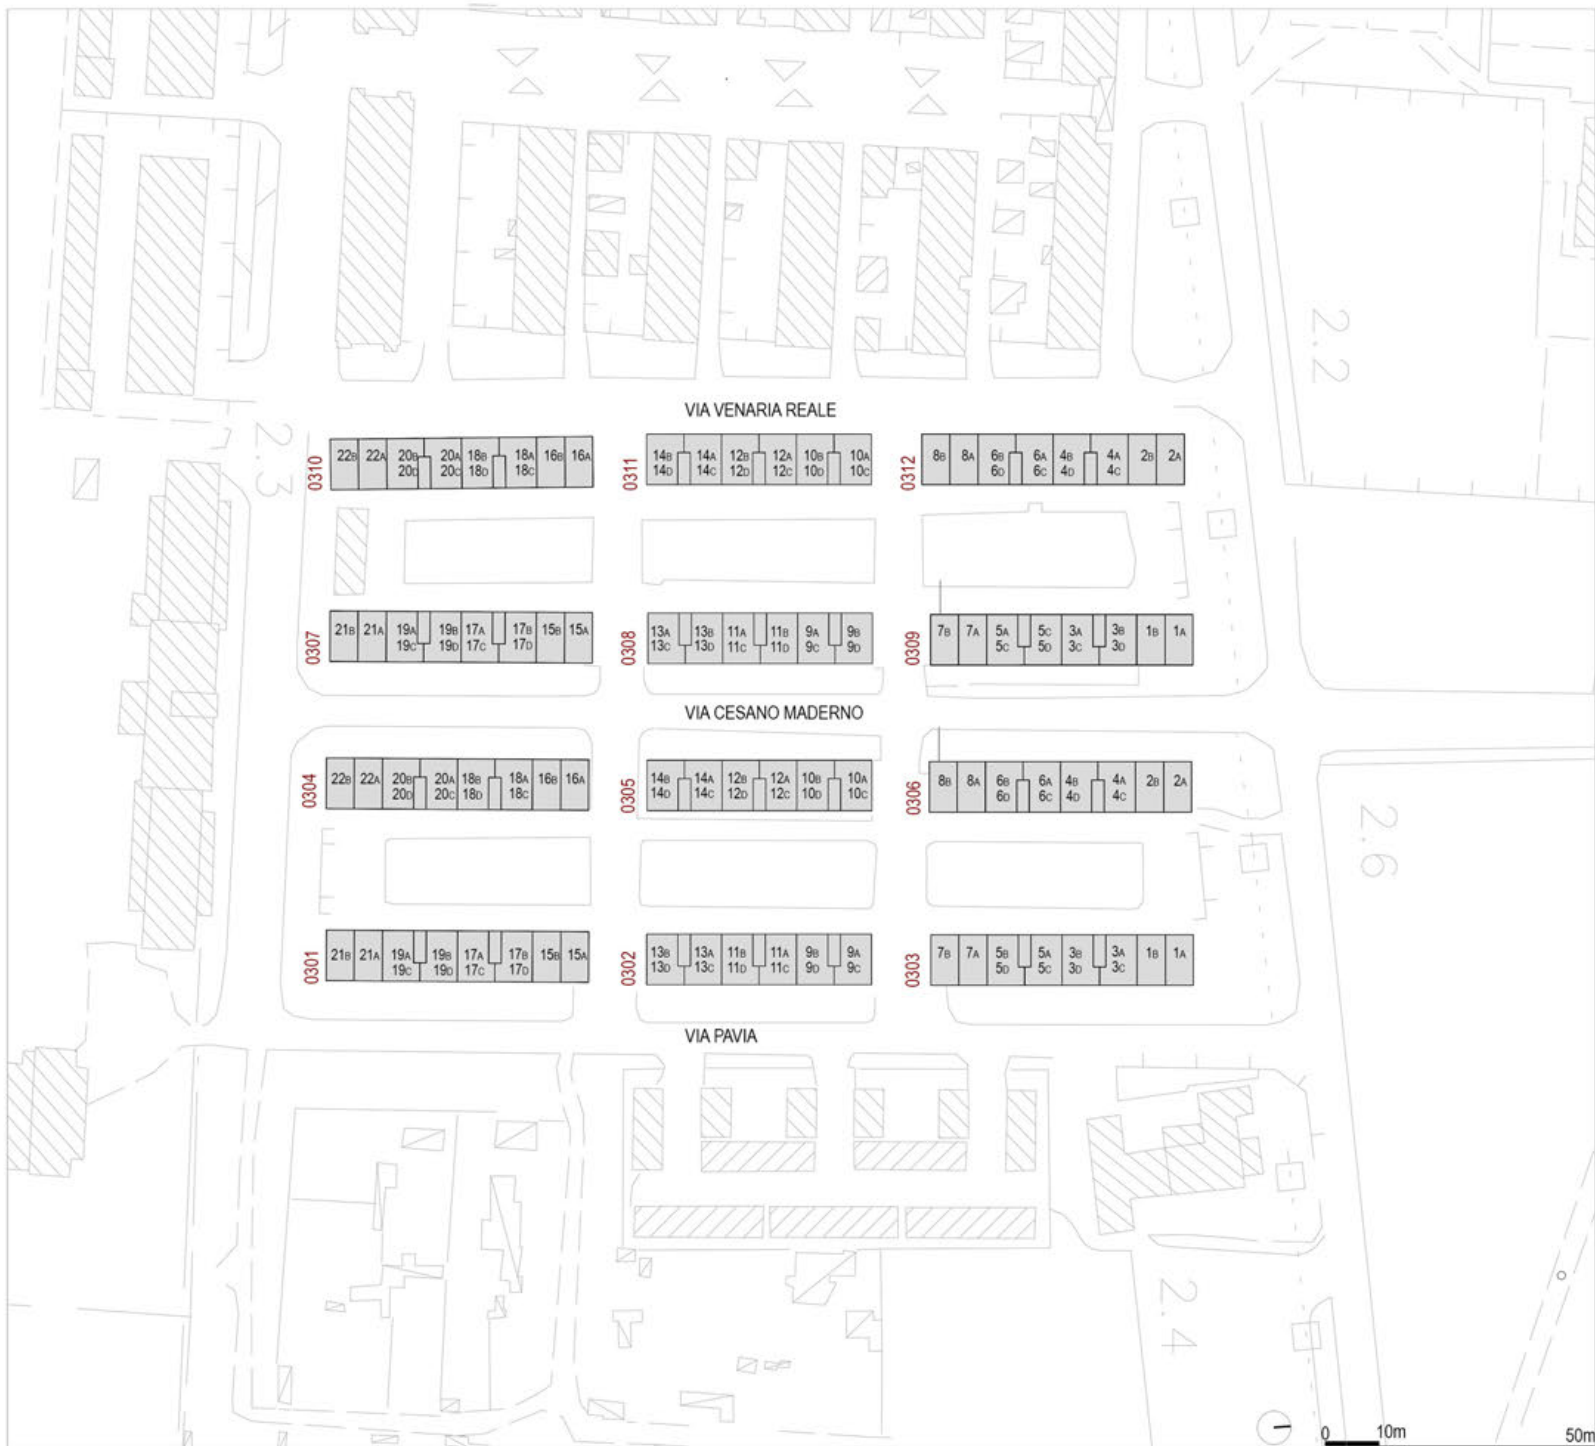 2.2
VIA VENARIA REALE
2.3
0310
22B 22A 20B 20A 18B 18A 16B 16A
20D 20C 18D 18C
0311
14B 14A 12B 12A 10B 10A
14D 14C 12D 12C 10D 10C
0312
8B 8A 6B 6A 4B 4A 2B 2A
6D 6C 4D 4C
0307
21B 21A 19A 19B 17A 17B 15B 15A
19C 19D 17C 17D
0308
13A 13B 11A 11B 9A 9B
13C 13D 11C 11D 9C 9D
0309
7B 7A 5A 5C 3A 3B 1B 1A
5C 5D 3C 3D
VIA CESANO MADERNO
0304
22B 22A 20B 20A 18B 18A 16B 16A
20D 20C 18D 18C
0305
14B 14A 12B 12A 10B 10A
14D 14C 12D 12C 10D 10C
0306
8B 8A 6B 6A 4B 4A 2B 2A
6D 6C 4D 4C
2.6
0301
21B 21A 19A 19B 17A 17B 15B 15A
19C 19D 17C 17D
0302
13B 13A 11B 11A 9B 9A
13D 13C 11D 11C 9D 9C
0303
7B 7A 5B 5A 3B 3A 1B 1A
5D 5C 3D 3C
VIA PAVIA
2.4
0 10m 50m